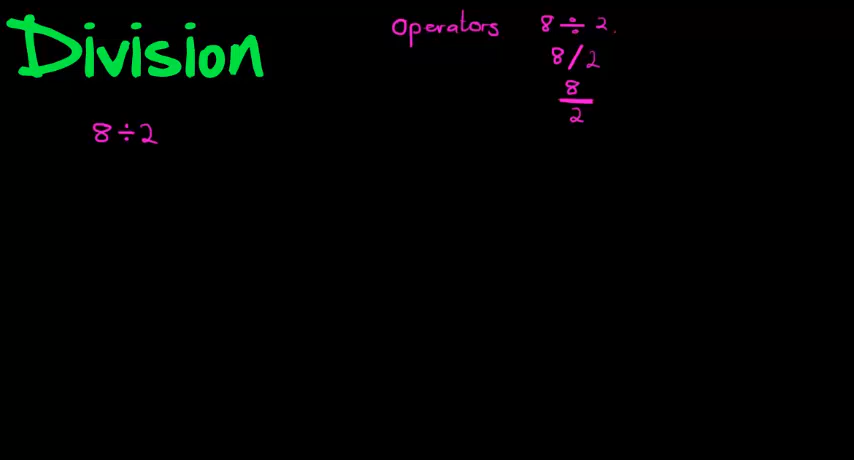 Division
Operators 8 ÷ 2.
8 / 2
8
2
8 ÷ 2